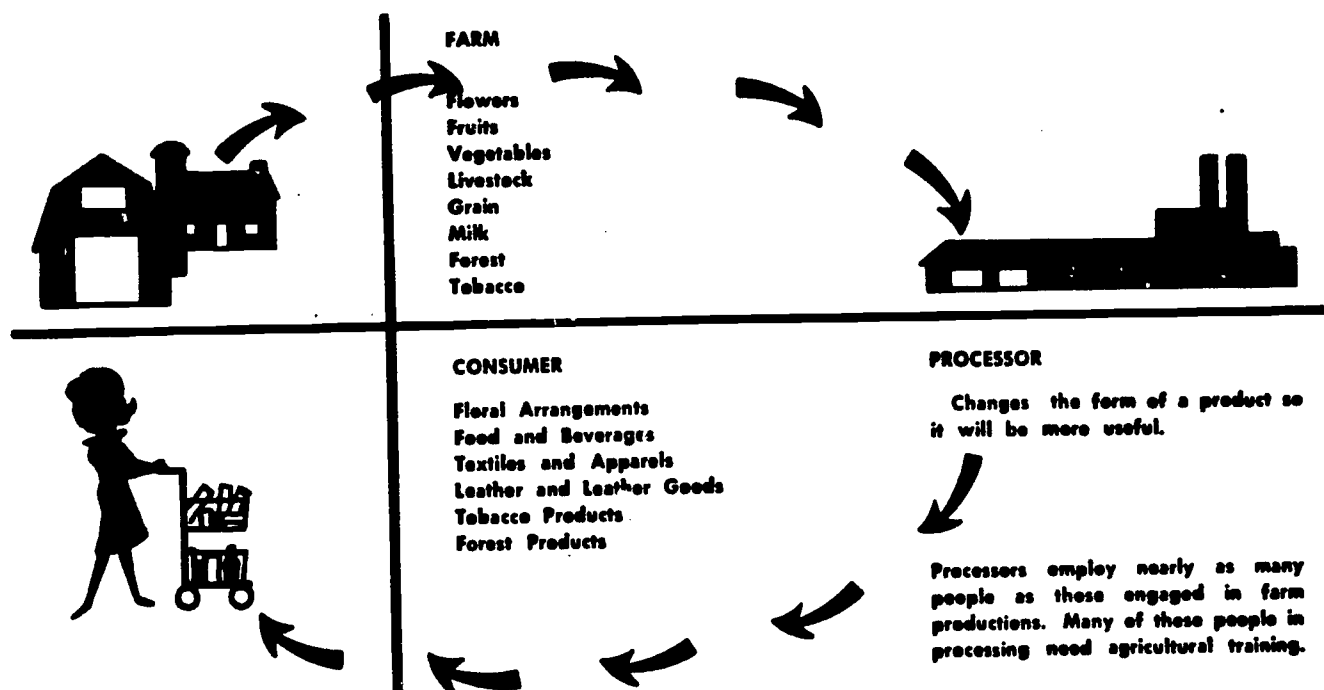 FARM
Flowers
Fruits
Vegetables
Livestock
Grain
Milk
Forest
Tobacco
CONSUMER
Floral Arrangements
Food and Beverages
Textiles and Apparels
Leather and Leather Goods
Tobacco Products
Forest Products
PROCESSOR
Changes the form of a product so
it will be more useful.
Processors employ nearly as many
people as those engaged in farm
productions. Many of these people in
processing need agricultural training.